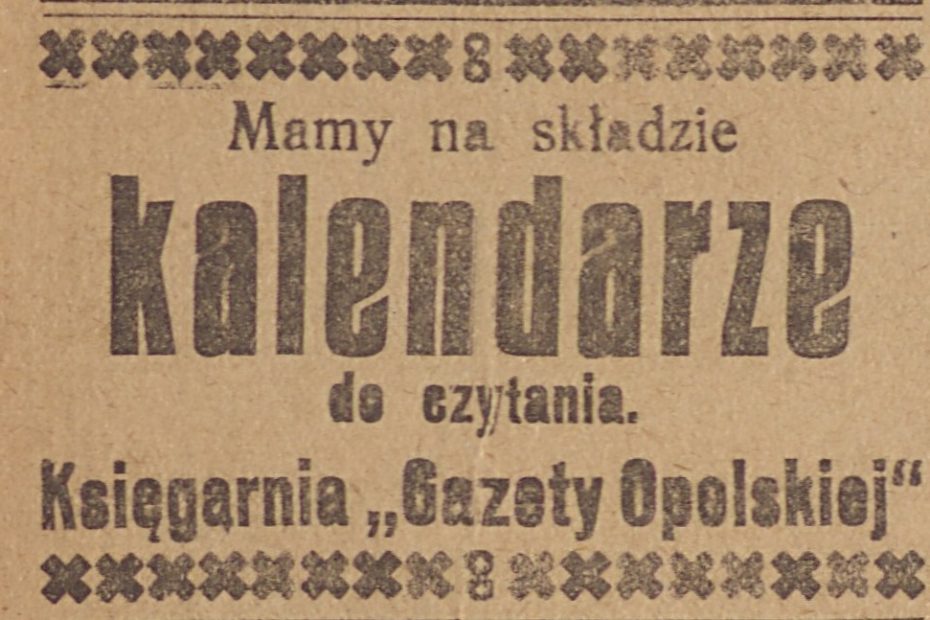 Mamy na składzie
kalendarze
do czytania.
Księgarnia „Gazety Opolskiej“